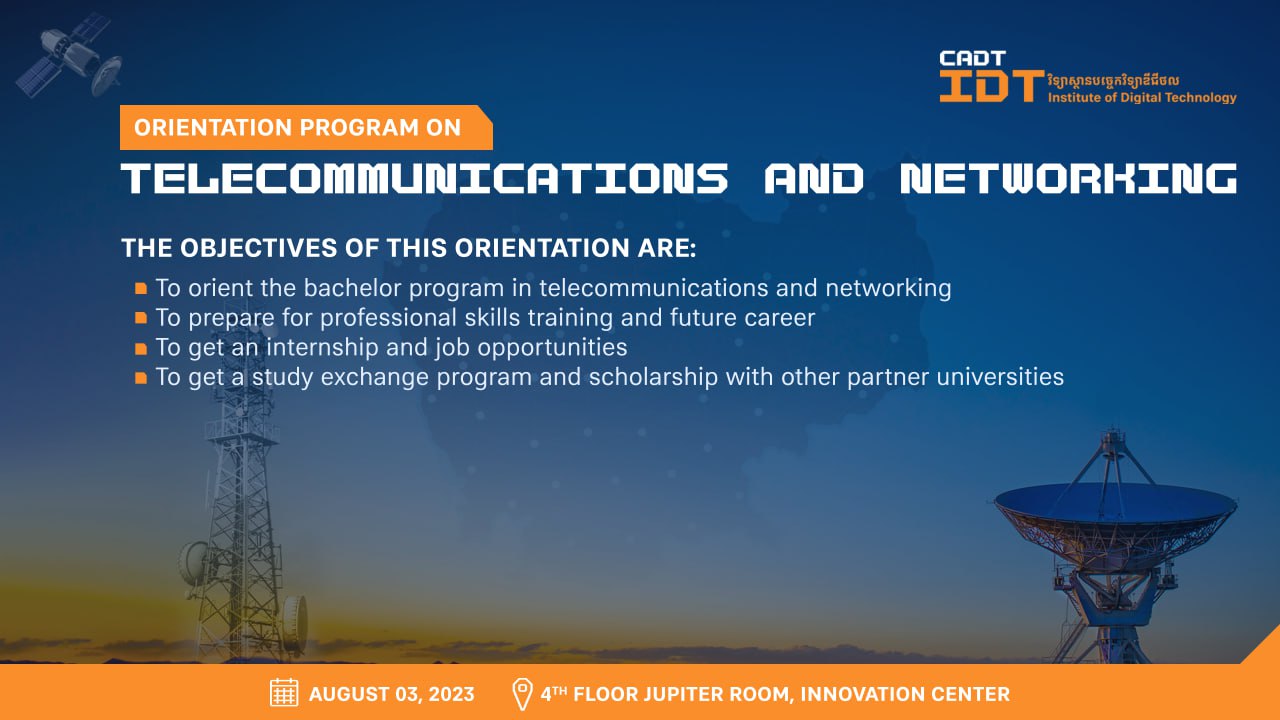 CADT
IDT
វិទ្យាស្ថានបច្ចេកវិទ្យាឌីជីថល
Institute of Digital Technology
ORIENTATION PROGRAM ON
TELECOMMUNICATIONS AND NETWORKING
THE OBJECTIVES OF THIS ORIENTATION ARE:
To orient the bachelor program in telecommunications and networking
To prepare for professional skills training and future career
To get an internship and job opportunities
To get a study exchange program and scholarship with other partner universities
AUGUST 03, 2023
4TH FLOOR JUPITER ROOM, INNOVATION CENTER